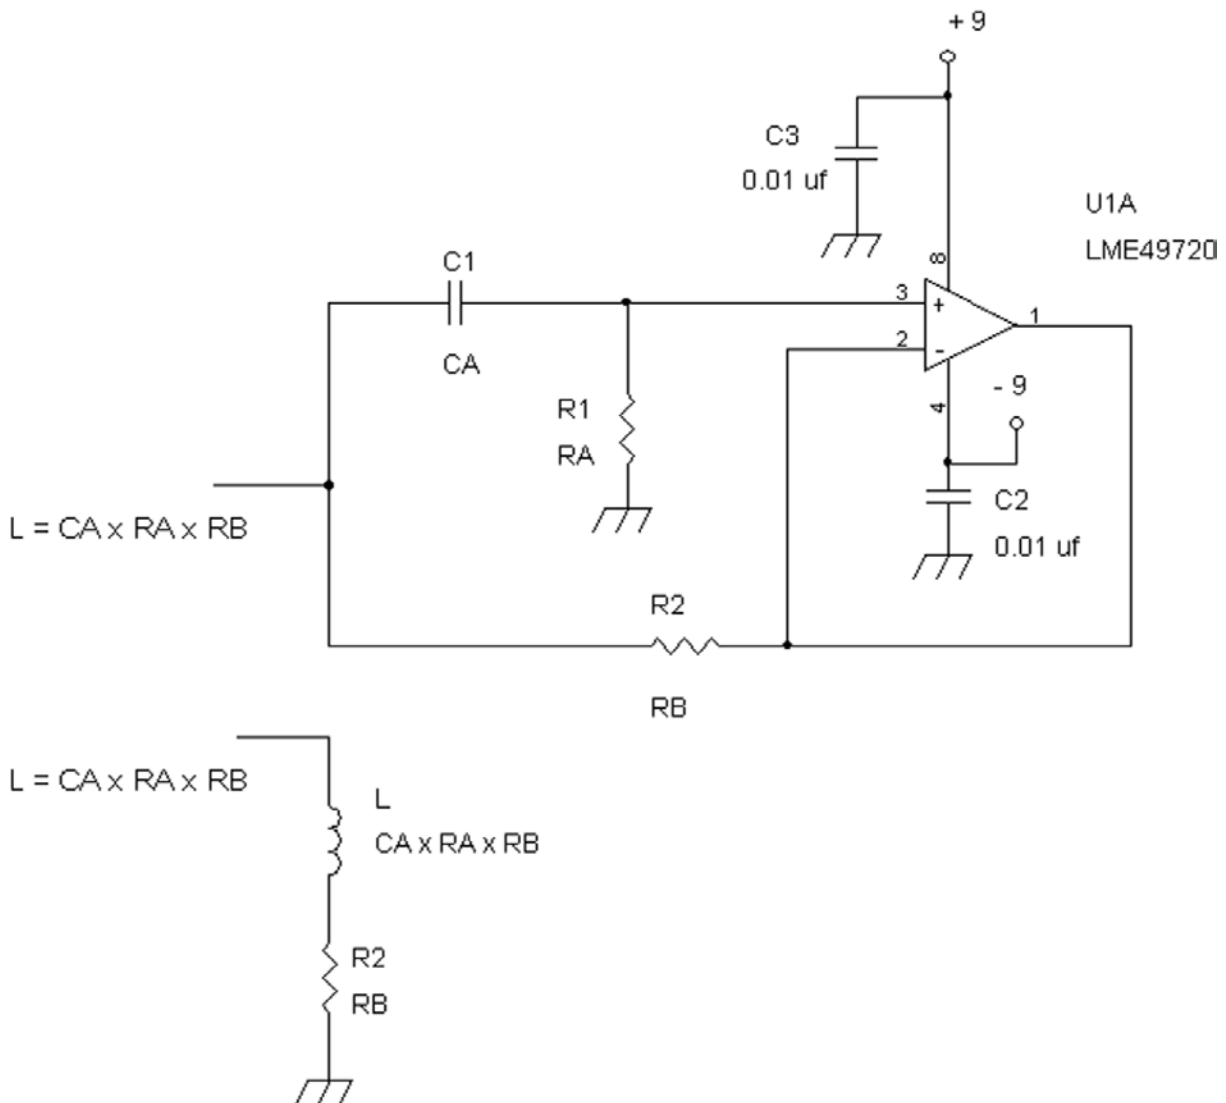 + 9
C3
0.01 uf
U1A
LME49720
8
C1
CA
3
+
2
-
1
- 9
4
R1
RA
C2
0.01 uf
L = CA x RA x RB
R2
RB
L = CA x RA x RB
L
CA x RA x RB
R2
RB